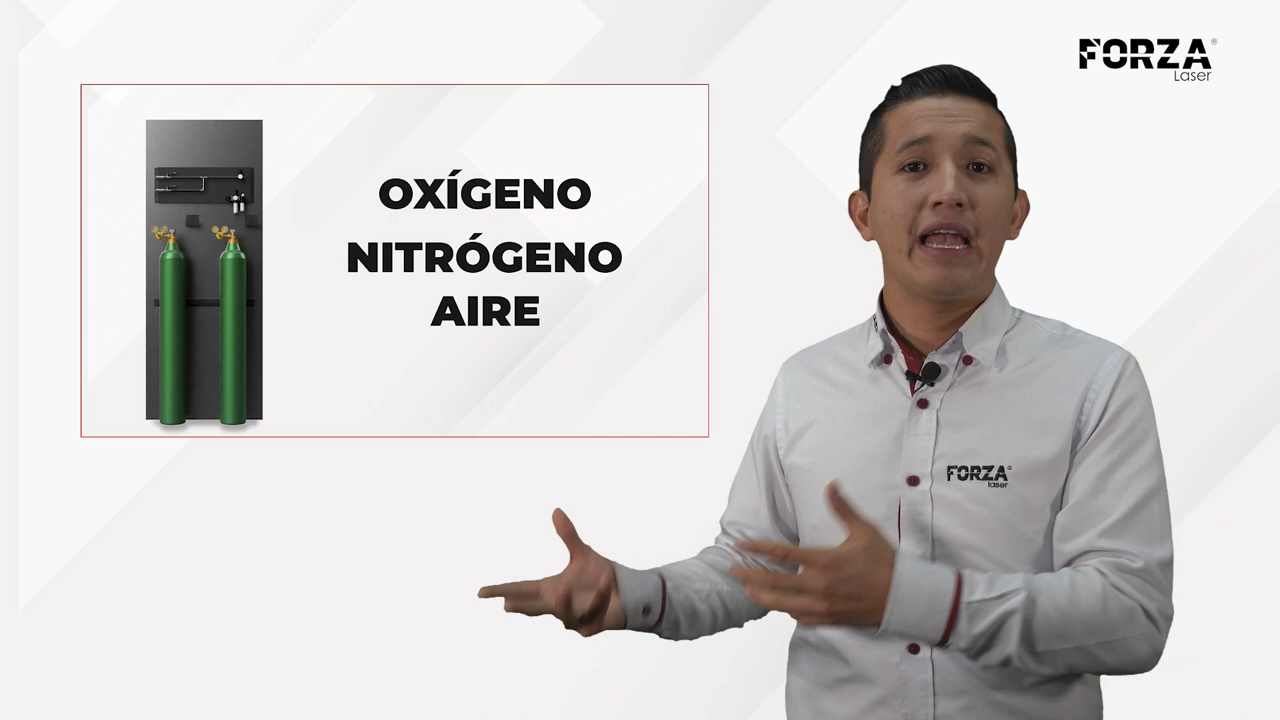 FORZA®
Laser
OXÍGENO
NITRÓGENO
AIRE
FORZA®
laser